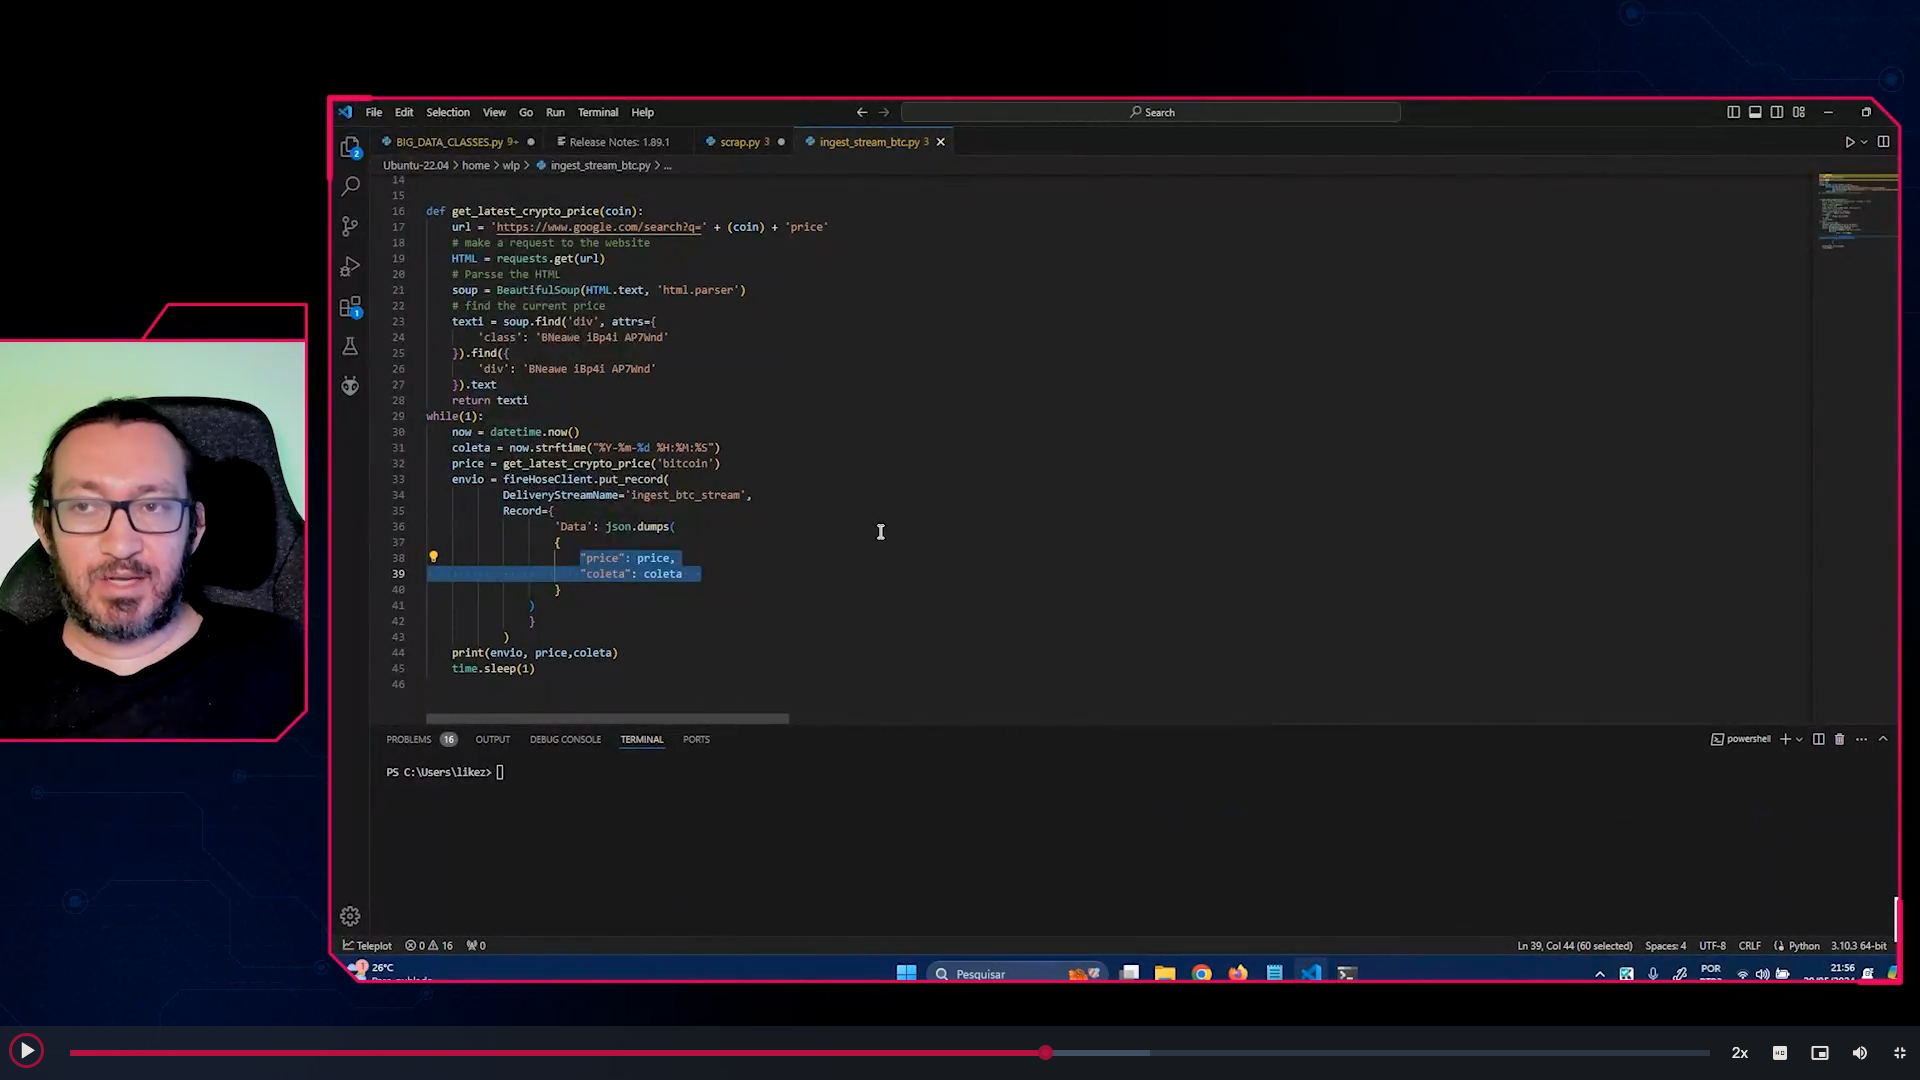 File Edit Selection View Go Run Terminal Help
Search
BIG_DATA_CLASSES.py 9+
Release Notes: 1.89.1
scrap.py 3
ingest_stream_btc.py 3
Ubuntu-22.04 > home > wlp > ingest_stream_btc.py > ...
14
15
16 def get_latest_crypto_price(coin):
17 url = 'https://www.google.com/search?q=' + (coin) + 'price'
18 # make a request to the website
19 HTML = requests.get(url)
20 # Parsse the HTML
21 soup = BeautifulSoup(HTML.text, 'html.parser')
22 # find the current price
23 texti = soup.find('div', attrs={
24 'class': 'BNeawe iBp4i AP7Wnd'
25 }).find({
26 'div': 'BNeawe iBp4i AP7Wnd'
27 }).text
28 return texti
29 while(1):
30 now = datetime.now()
31 coleta = now.strftime("%Y-%m-%d %H:%M:%S")
32 price = get_latest_crypto_price('bitcoin')
33 envio = fireHoseClient.put_record(
34 DeliveryStreamName='ingest_btc_stream',
35 Record={
36 'Data': json.dumps(
37 {
38 "price": price,
39 "coleta": coleta
40 }
41 )
42 }
43 )
44 print(envio, price,coleta)
45 time.sleep(1)
46
PROBLEMS 16 OUTPUT DEBUG CONSOLE TERMINAL PORTS
powershell
PS C:\Users\likez>
2
1
Teleplot 0 16 0
Ln 39, Col 44 (60 selected) Spaces: 4 UTF-8 CRLF Python 3.10.3 64-bit
1
26°C
Pesquisar
POR
21:56
2x
HD